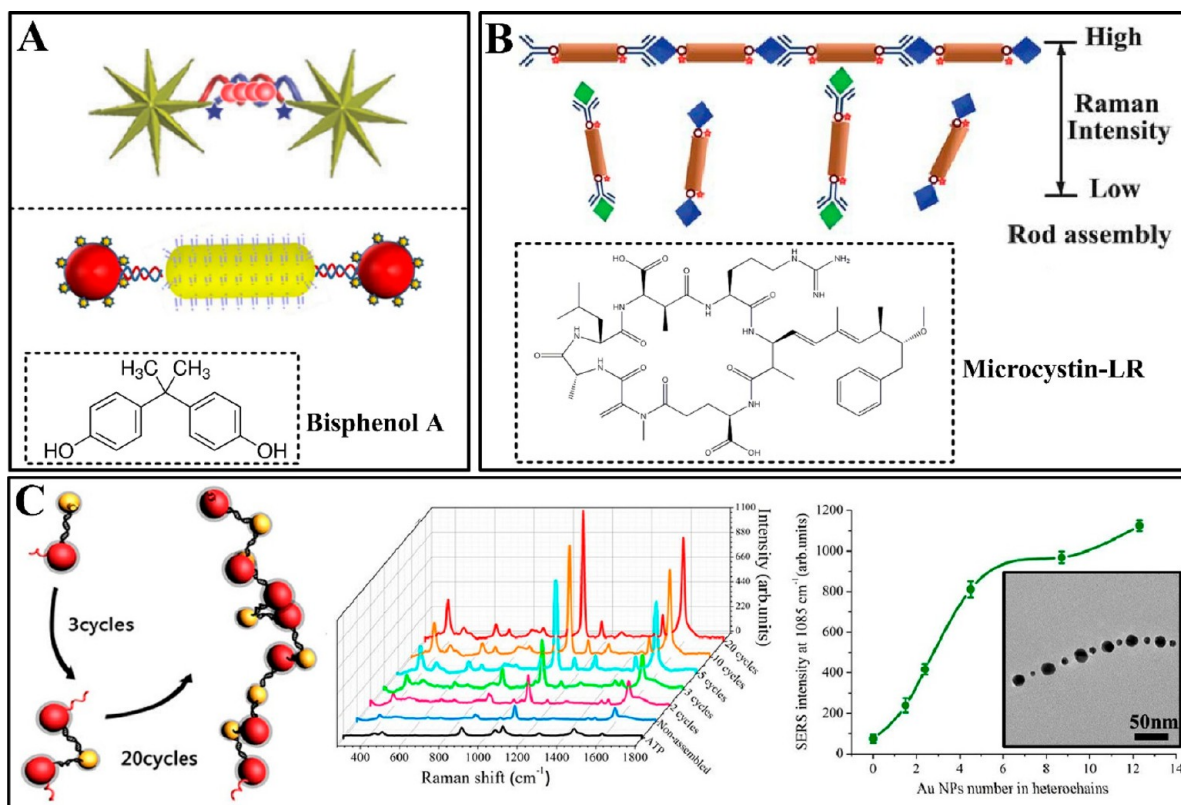 A
H₃C
CH₃
HO
OH
Bisphenol A
B
High
Raman
Intensity
Low
Rod assembly
HO
O
O
O
H
N
NH₂
NH
O
N
H
O
NH
O
O
HN
O
NH
O
N
O
NH
O
OH
Microcystin-LR
C
3cycles
20cycles
1100
880
660
440
220
0
Intensity (arb.units)
20 cycles
10 cycles
5 cycles
3 cycles
2 cycles
Non-assembled
ATP
400 600 800 1000 1200 1400 1600 1800
Raman shift (cm⁻¹)
SERS intensity at 1085 cm⁻¹(arb.units)
1200
1000
800
600
400
200
0
0 2 4 6 8 10 12 14
Au NPs number in heterochains
50nm